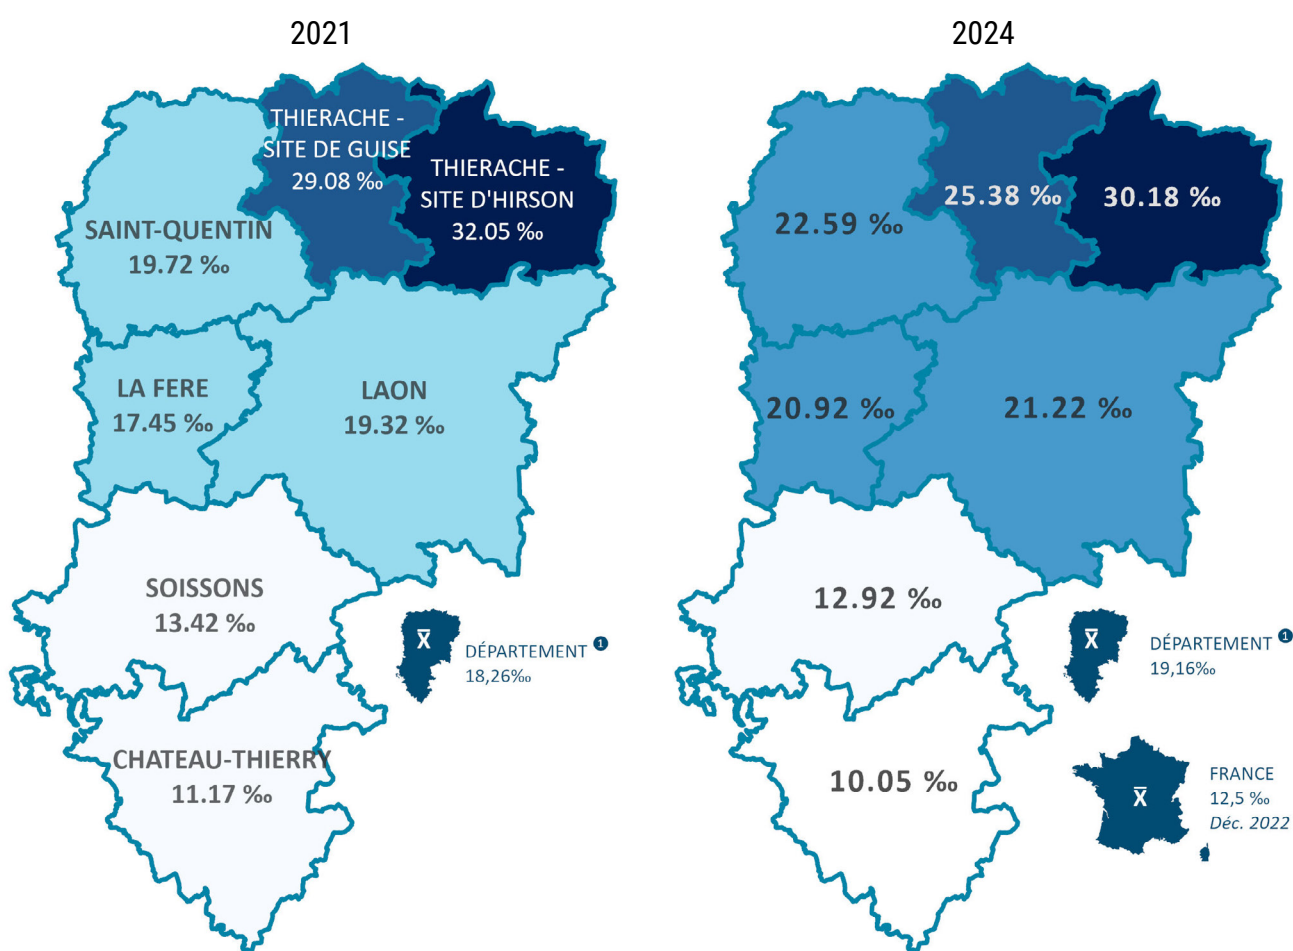 2021
THIERACHE -
SITE DE GUISE
29.08 ‰
THIERACHE -
SITE D'HIRSON
32.05 ‰
SAINT-QUENTIN
19.72 ‰
LA FERE
17.45 ‰
LAON
19.32 ‰
SOISSONS
13.42 ‰
X̅
DÉPARTEMENT 1
18,26‰
CHATEAU-THIERRY
11.17 ‰
2024
25.38 ‰
30.18 ‰
22.59 ‰
20.92 ‰
21.22 ‰
12.92 ‰
X̅
DÉPARTEMENT 1
19,16‰
10.05 ‰
X̅
FRANCE
12,5 ‰
Déc. 2022